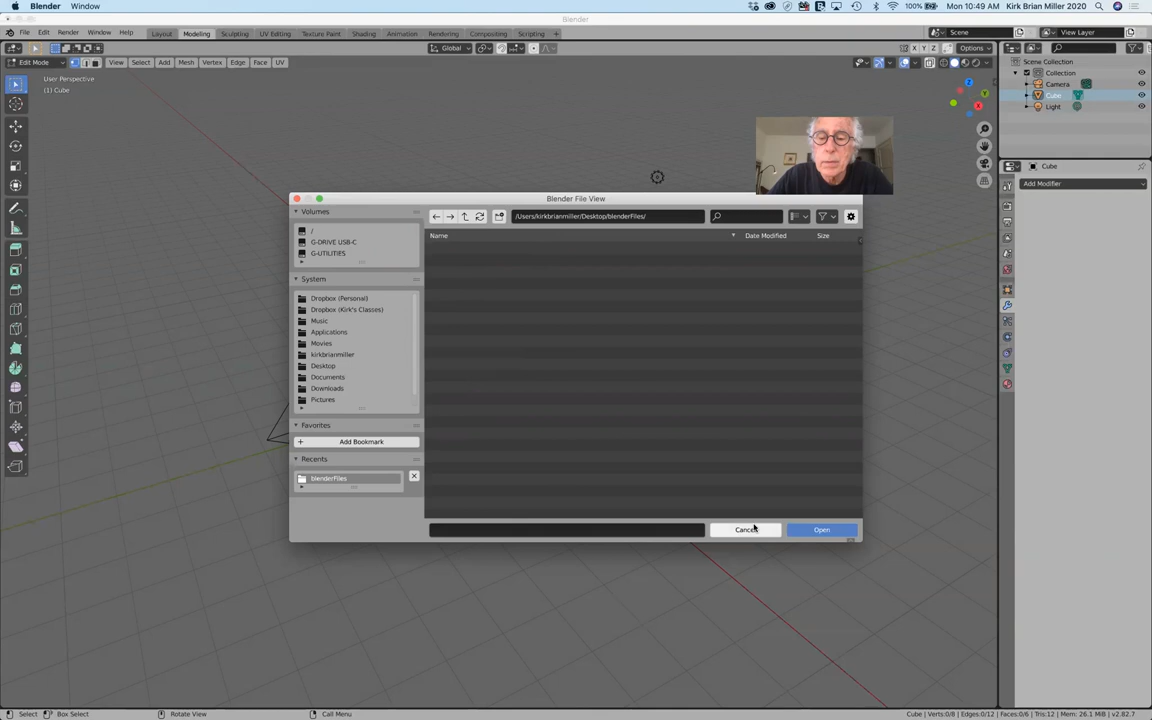 Blender Window 100% Mon 10:49 AM Kirk Brian Miller 2020
Blender
File Edit Render Window Help Layout Modeling Sculpting UV Editing Texture Paint Shading Animation Rendering Compositing Scripting + Scene View Layer
Global X Y Z Options
Edit Mode View Select Add Mesh Vertex Edge Face UV
Scene Collection
Collection
Camera
Cube
Light
User Perspective
(1) Cube
Cube
Add Modifier
Blender File View
Volumes
/Users/kirkbrianmiller/Desktop/blenderFiles/
/
G-DRIVE USB-C
G-UTILITIES
Name Date Modified Size
System
Dropbox (Personal)
Dropbox (Kirk's Classes)
Music
Applications
Movies
kirkbrianmiller
Desktop
Documents
Downloads
Pictures
Favorites
Add Bookmark
Recents
blenderFiles
Cancel Open
Select Box Select Rotate View Call Menu Cube | Verts:0/8 | Edges:0/12 | Faces:0/6 | Tris:12 | Mem: 26.1 MiB | v2.82.7